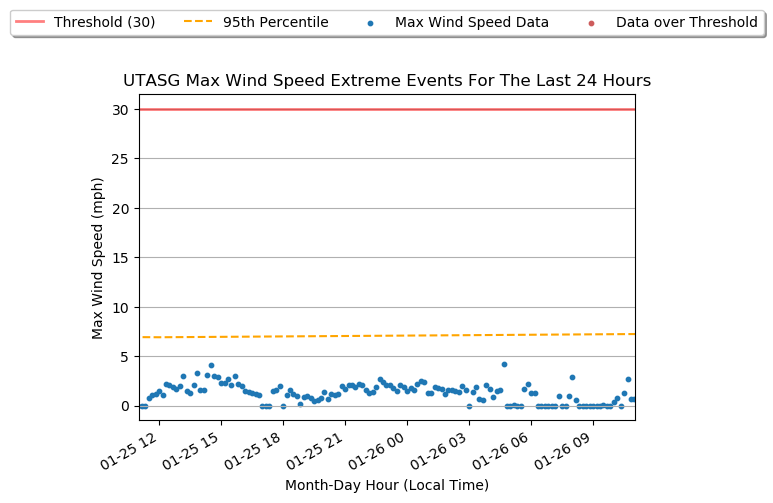 Threshold (30) 95th Percentile Max Wind Speed Data Data over Threshold
UTASG Max Wind Speed Extreme Events For The Last 24 Hours
30
25
20
15
10
5
0
Max Wind Speed (mph)
01-25 12 01-25 15 01-25 18 01-25 21 01-26 00 01-26 03 01-26 06 01-26 09
Month-Day Hour (Local Time)